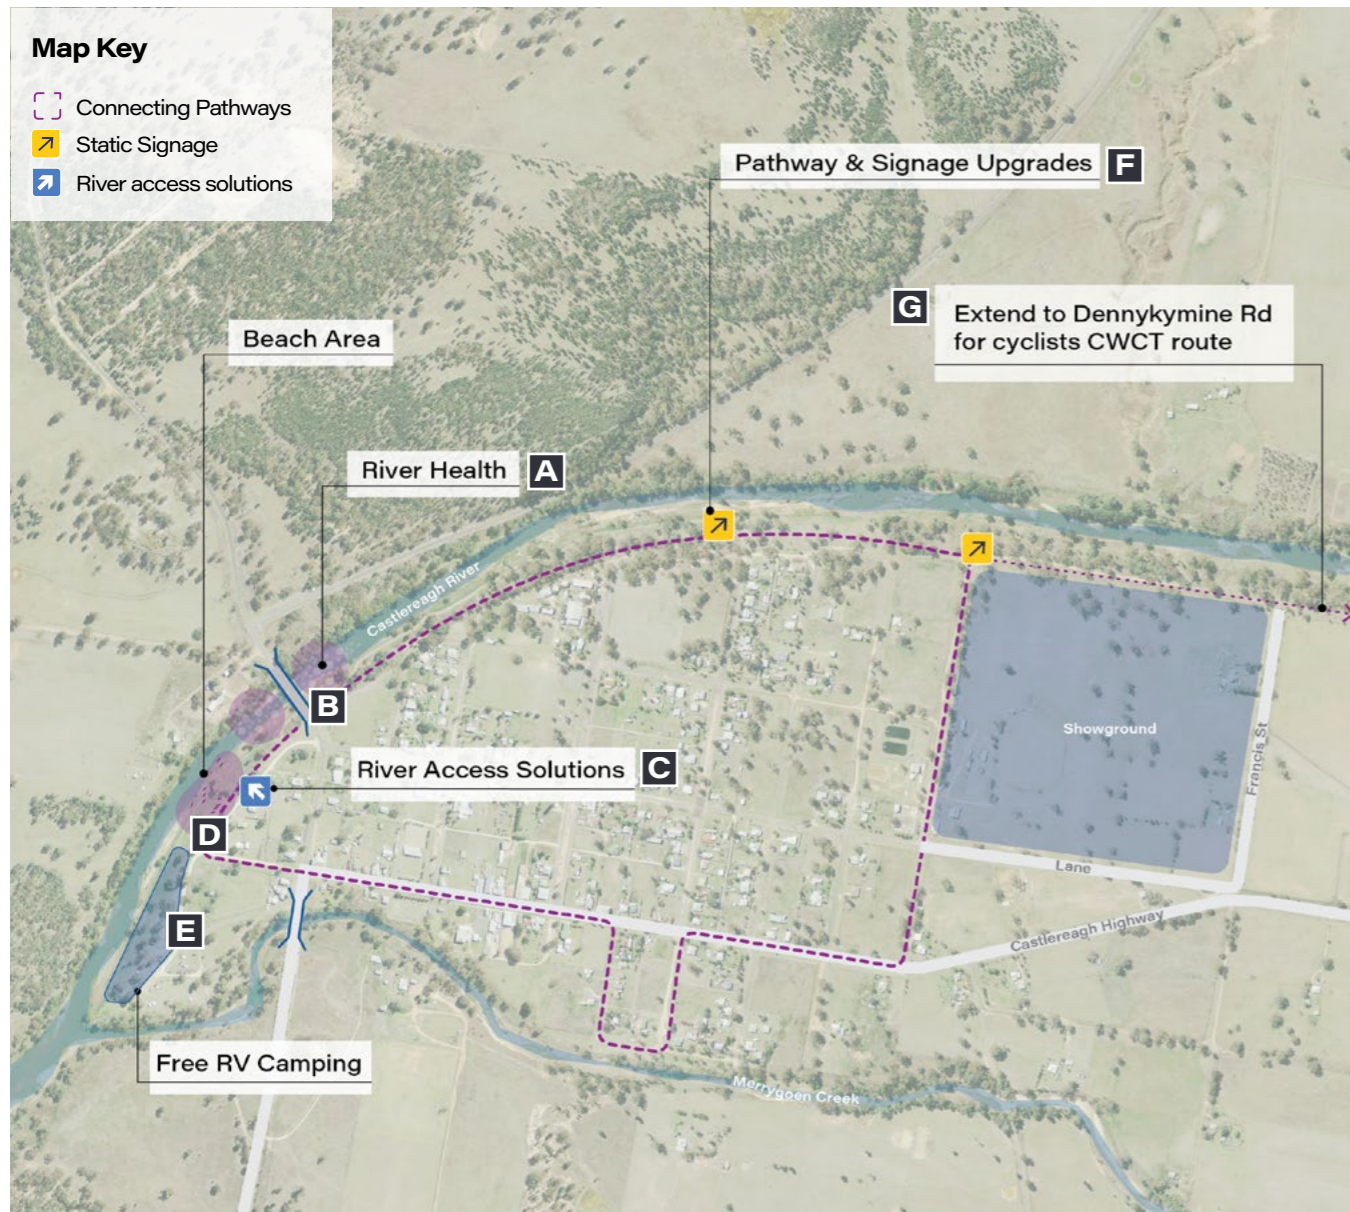 Map Key
Connecting Pathways
Static Signage
River access solutions
Pathway & Signage Upgrades
F
G
Extend to Dennykymine Rd
for cyclists CWCT route
Beach Area
River Health
A
Castlereagh River
B
Showground
Francis St
River Access Solutions
C
D
Lane
E
Castlereagh Highway
Free RV Camping
Merrygoen Creek